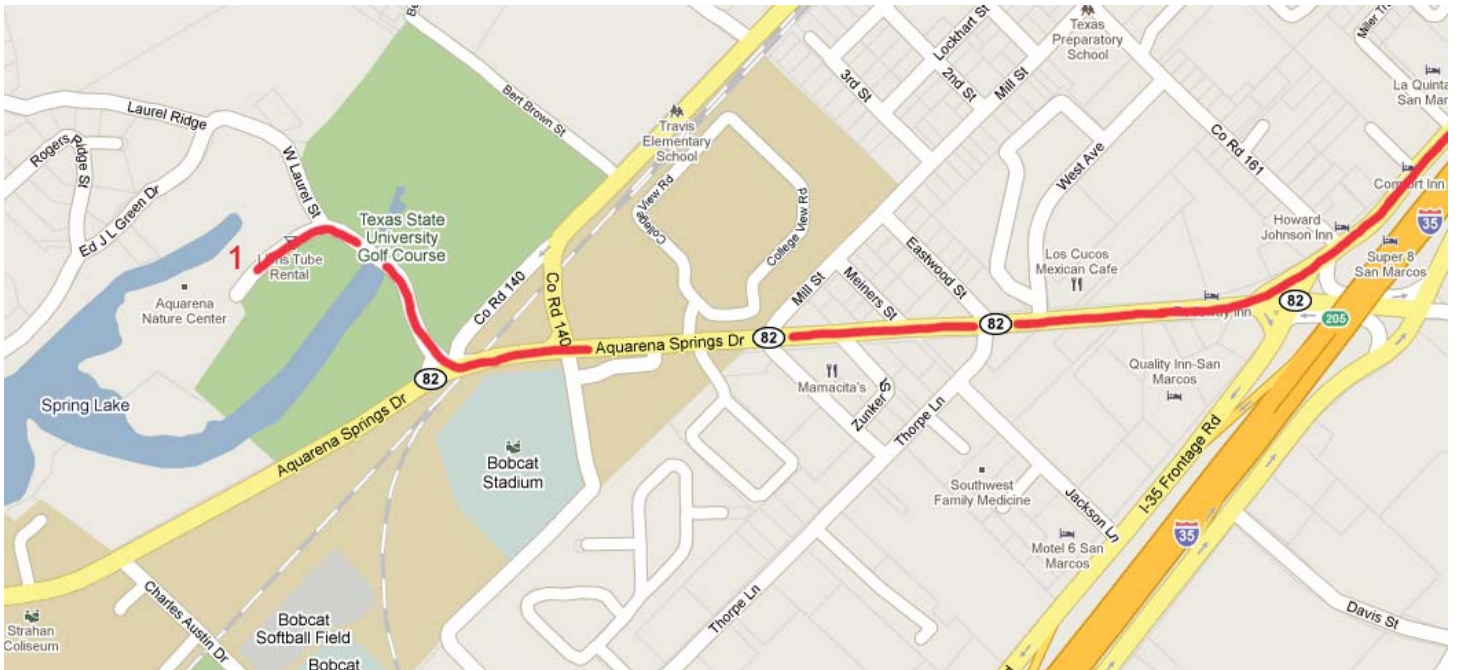 Be
Laurel Ridge
Rogers
Ridge St
Ed J L Green Dr
W Laurel St
Bert Brown St
Travis
Elementary
School
3rd St
Lockhart St
2nd St
Mill St
Texas
Preparatory
School
Miller Tr
La Quinta
San Mar
Co Rd 161
West Ave
Comfort Inn
35
Howard
Johnson Inn
Super 8
San Marcos
Texas State
University
Golf Course
1
Lions Tube
Rental
Aquarena
Nature Center
Co Rd 140
Co Rd 140
College View Rd
College View Rd
Mill St
Meiners St
Eastwood St
Los Cucos
Mexican Cafe
82
205
82
82
Aquarena Springs Dr
Rodeway Inn
Quality Inn-San
Marcos
82
Mamacita's
Zunker S
Thorpe Ln
Spring Lake
Aquarena Springs Dr
Bobcat
Stadium
Southwest
Family Medicine
Jackson Ln
I-35 Frontage Rd
35
Motel 6 San
Marcos
Thorpe Ln
Davis St
Charles Austin Dr
Strahan
Coliseum
Bobcat
Softball Field
Bobcat